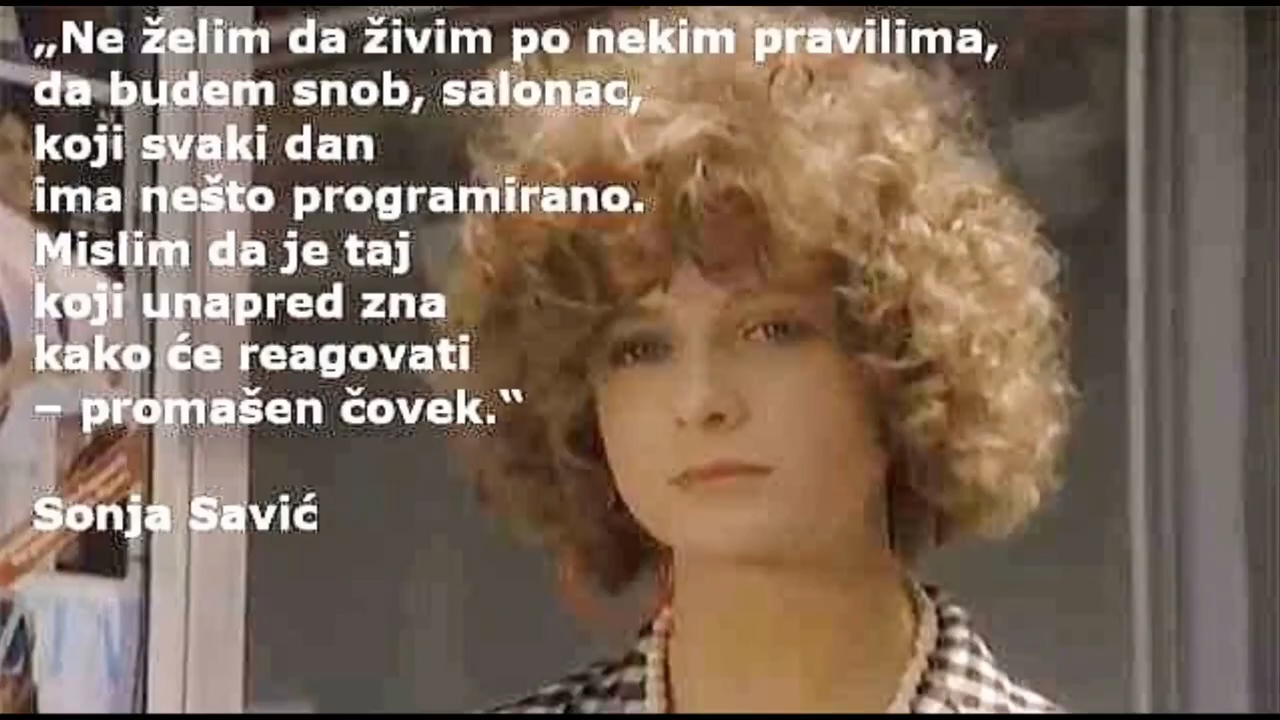 „Ne želim da živim po nekim pravilima,
da budem snob, salonac,
koji svaki dan
ima nešto programirano.
Mislim da je taj
koji unapred zna
kako će reagovati
– promašen čovek.‟
Sonja Savić